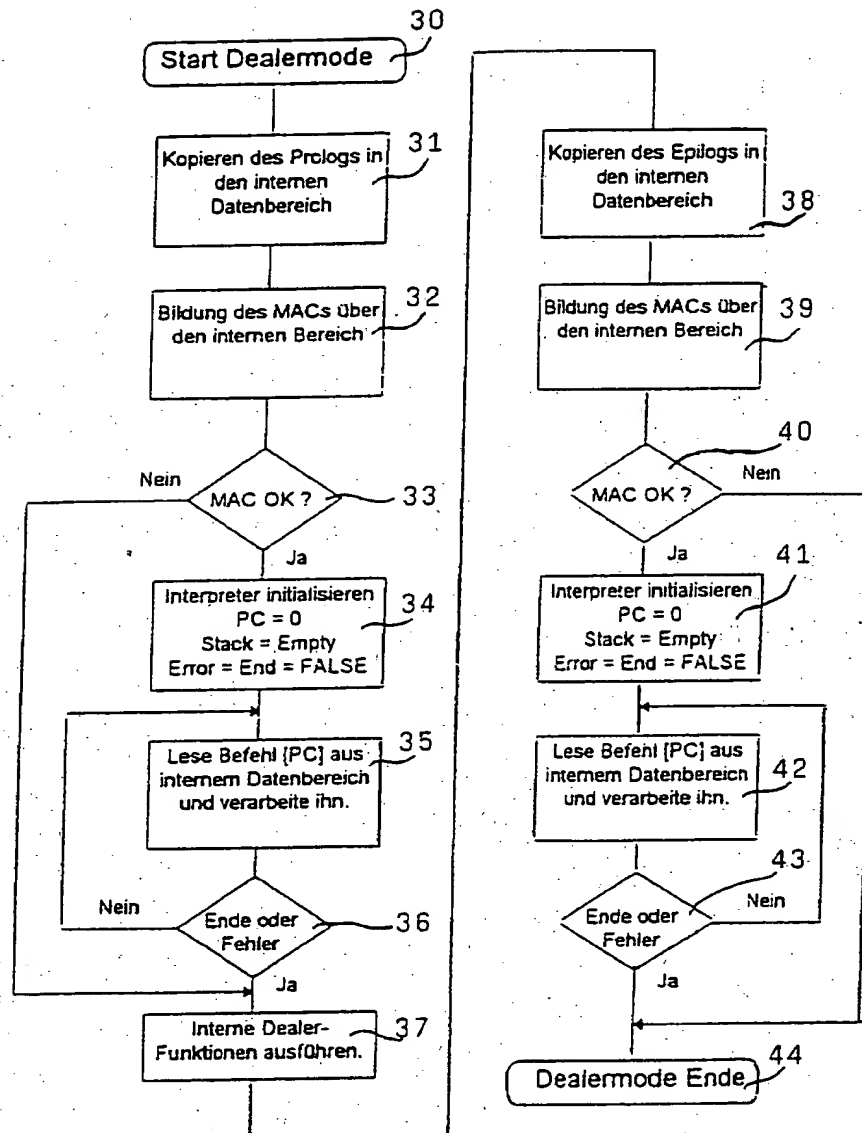 30
Start Dealermode
Kopieren des Prologs in
den internen
Datenbereich
31
Bildung des MACs über
den internen Bereich
32
Nein
MAC OK ?
33
Ja
Interpreter initialisieren
PC = 0
Stack = Empty
Error = End = FALSE
34
Lese Befehl [PC] aus
internem Datenbereich
und verarbeite ihn.
35
Nein
Ende oder
Fehler
36
Ja
Interne Dealer-
Funktionen ausführen.
37
Kopieren des Epilogs in
den internen
Datenbereich
38
Bildung des MACs über
den internen Bereich
39
40
MAC OK ?
Nein
Ja
Interpreter initialisieren
PC = 0
Stack = Empty
Error = End = FALSE
41
Lese Befehl [PC] aus
internem Datenbereich
und verarbeite ihn.
42
43
Ende oder
Fehler
Nein
Ja
44
Dealermode Ende